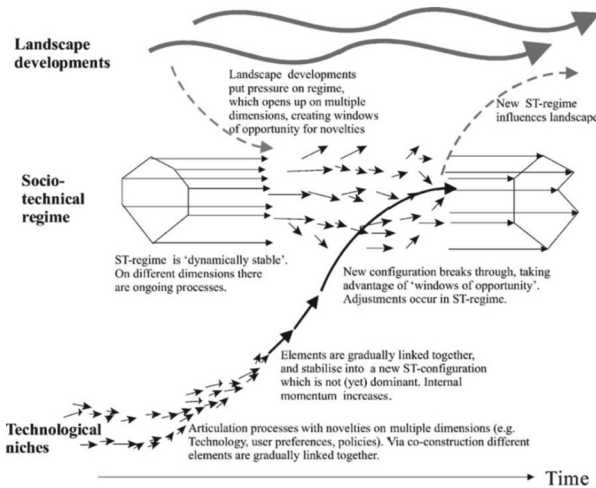 Landscape
developments
Landscape developments
put pressure on regime,
which opens up on multiple
dimensions, creating windows
of opportunity for novelties
New ST-regime
influences landscape
Socio-
technical
regime
ST-regime is ‘dynamically stable’.
On different dimensions there
are ongoing processes.
New configuration breaks through, taking
advantage of ‘windows of opportunity’.
Adjustments occur in ST-regime.
Elements are gradually linked together,
and stabilise into a new ST-configuration
which is not (yet) dominant. Internal
momentum increases.
Technological
niches
Articulation processes with novelties on multiple dimensions (e.g.
Technology, user preferences, policies). Via co-construction different
elements are gradually linked together.
Time